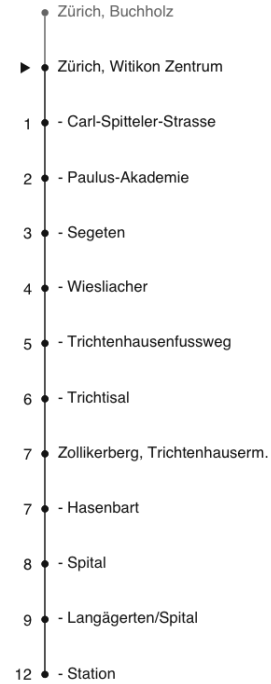 Zürich, Buchholz
Zürich, Witikon Zentrum
1 - Carl-Spitteler-Strasse
2 - Paulus-Akademie
3 - Segeten
4 - Wiesliacher
5 - Trichtenhausenfussweg
6 - Trichtisal
7 Zollikerberg, Trichtenhauserm.
7 - Hasenbart
8 - Spital
9 - Langägerten/Spital
12 - Station